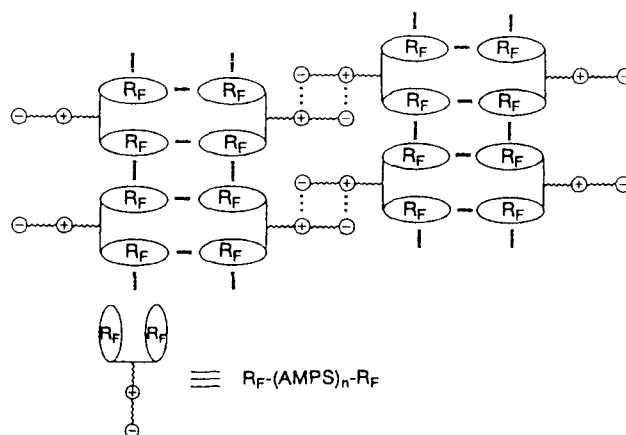 R_F R_F
⊖ ⊕ ⊕ ⊖
R_F R_F
R_F R_F
⊖ ⊕ ⊕ ⊖
R_F R_F
R_F R_F
⊖ ⊕ ⊕ ⊖
R_F R_F
R_F R_F
⊖ ⊕ ⊕ ⊖
R_F R_F
R_F R_F
≡ R_F-(AMPS)_n-R_F
⊕
⊖